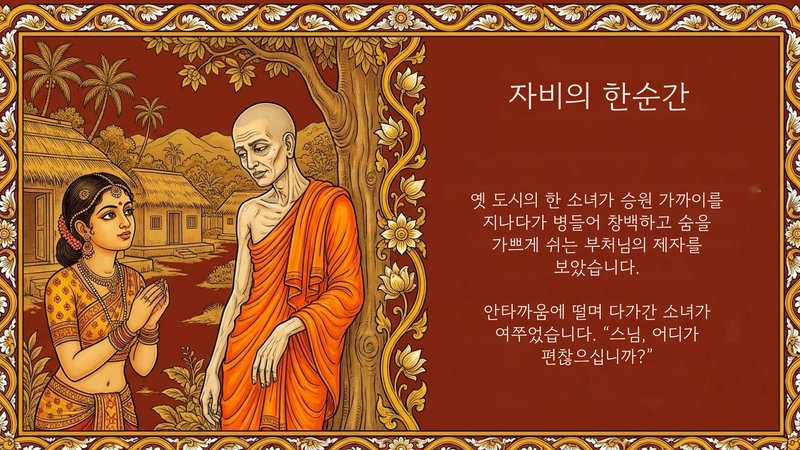 자비의 한순간
옛 도시의 한 소녀가 승원 가까이를
지나다가 병들어 창백하고 숨을
가쁘게 쉬는 부처님의 제자를
보았습니다.
안타까움에 떨며 다가간 소녀가
여쭈었습니다. “스님, 어디가
편찮으십니까?”